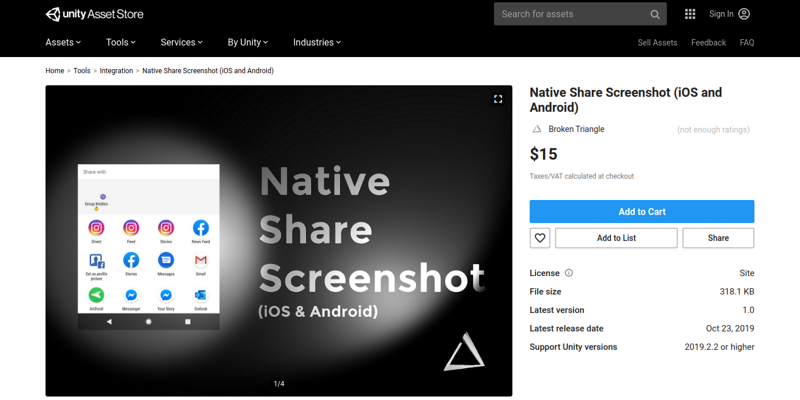 unity Asset Store
Search for assets
Sign In
Assets
Tools
Services
By Unity
Industries
Sell Assets
Feedback
FAQ
Home > Tools > Integration > Native Share Screenshot (iOS and Android)
Share with
Group Kiddies
Direct
Feed
Stories
News Feed
Set as profile
picture
Stories
Messages
Gmail
AirDroid
Messenger
Your Story
Outlook
Native
Share
Screenshot
(iOS & Android)
1/4
Native Share Screenshot (iOS and
Android)
Broken Triangle
(not enough ratings)
$15
Taxes/VAT calculated at checkout
Add to Cart
Add to List
Share
License
Site
File size
318.1 KB
Latest version
1.0
Latest release date
Oct 23, 2019
Support Unity versions
2019.2.2 or higher